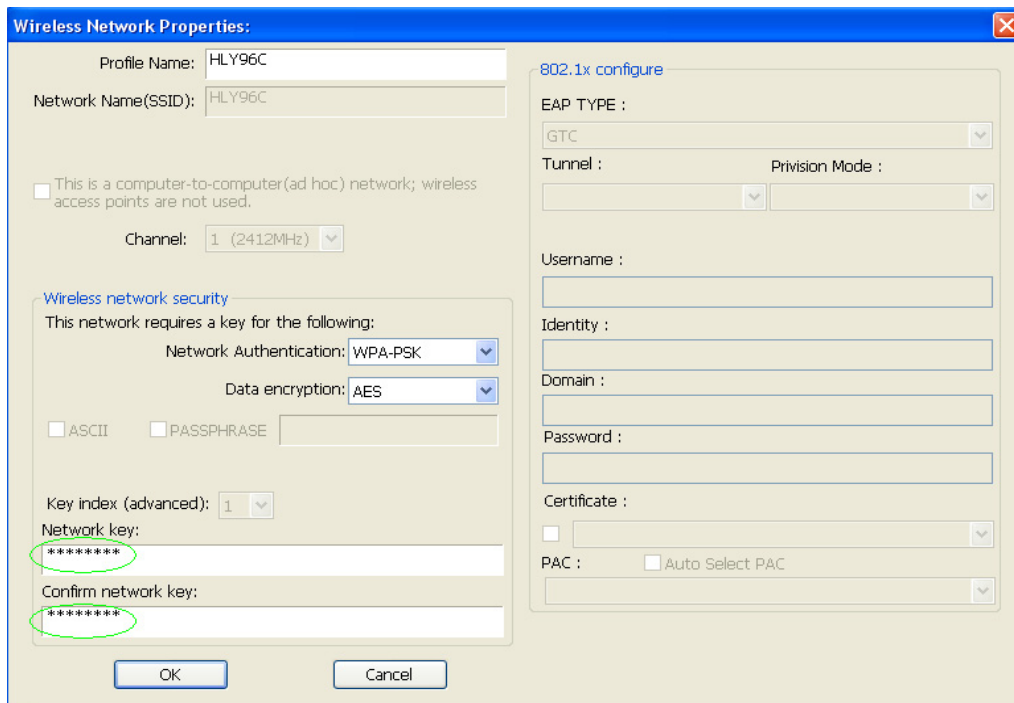 Wireless Network Properties:
Profile Name: HLY96C
Network Name(SSID): HLY96C
This is a computer-to-computer(ad hoc) network; wireless
access points are not used.
Channel: 1 (2412MHz)
Wireless network security
This network requires a key for the following:
Network Authentication: WPA-PSK
Data encryption: AES
ASCII PASSPHRASE
Key index (advanced): 1
Network key:
********
Confirm network key:
********
OK Cancel
802.1x configure
EAP TYPE :
GTC
Tunnel : Privision Mode :
Username :
Identity :
Domain :
Password :
Certificate :
PAC : Auto Select PAC